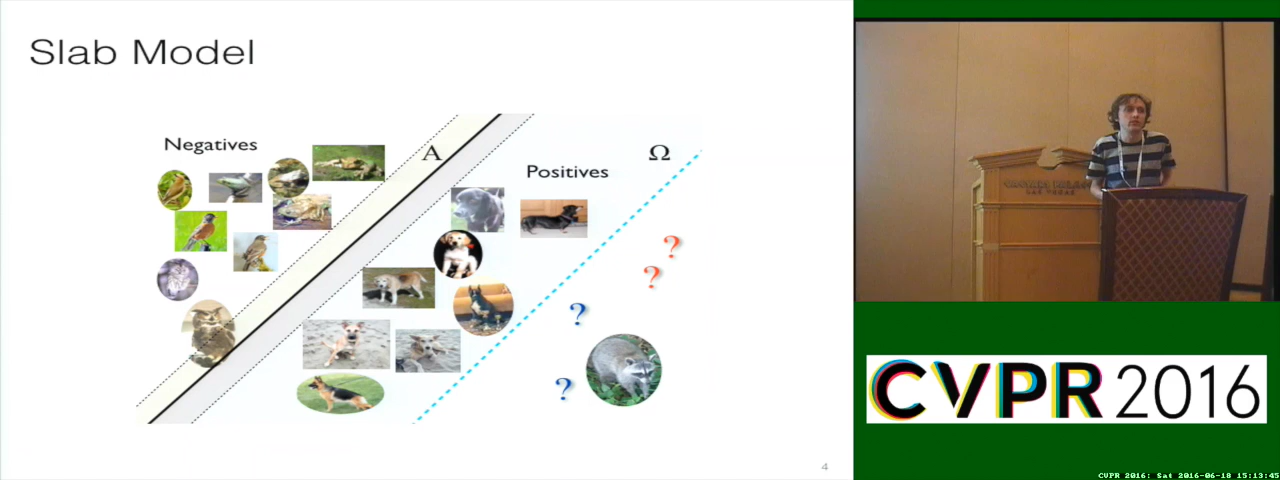 Slab Model
Negatives
A
Positives
Ω
?
?
?
?
4
CVPR 2016
CVPR 2016: Sat 2016-06-18 15:13:45